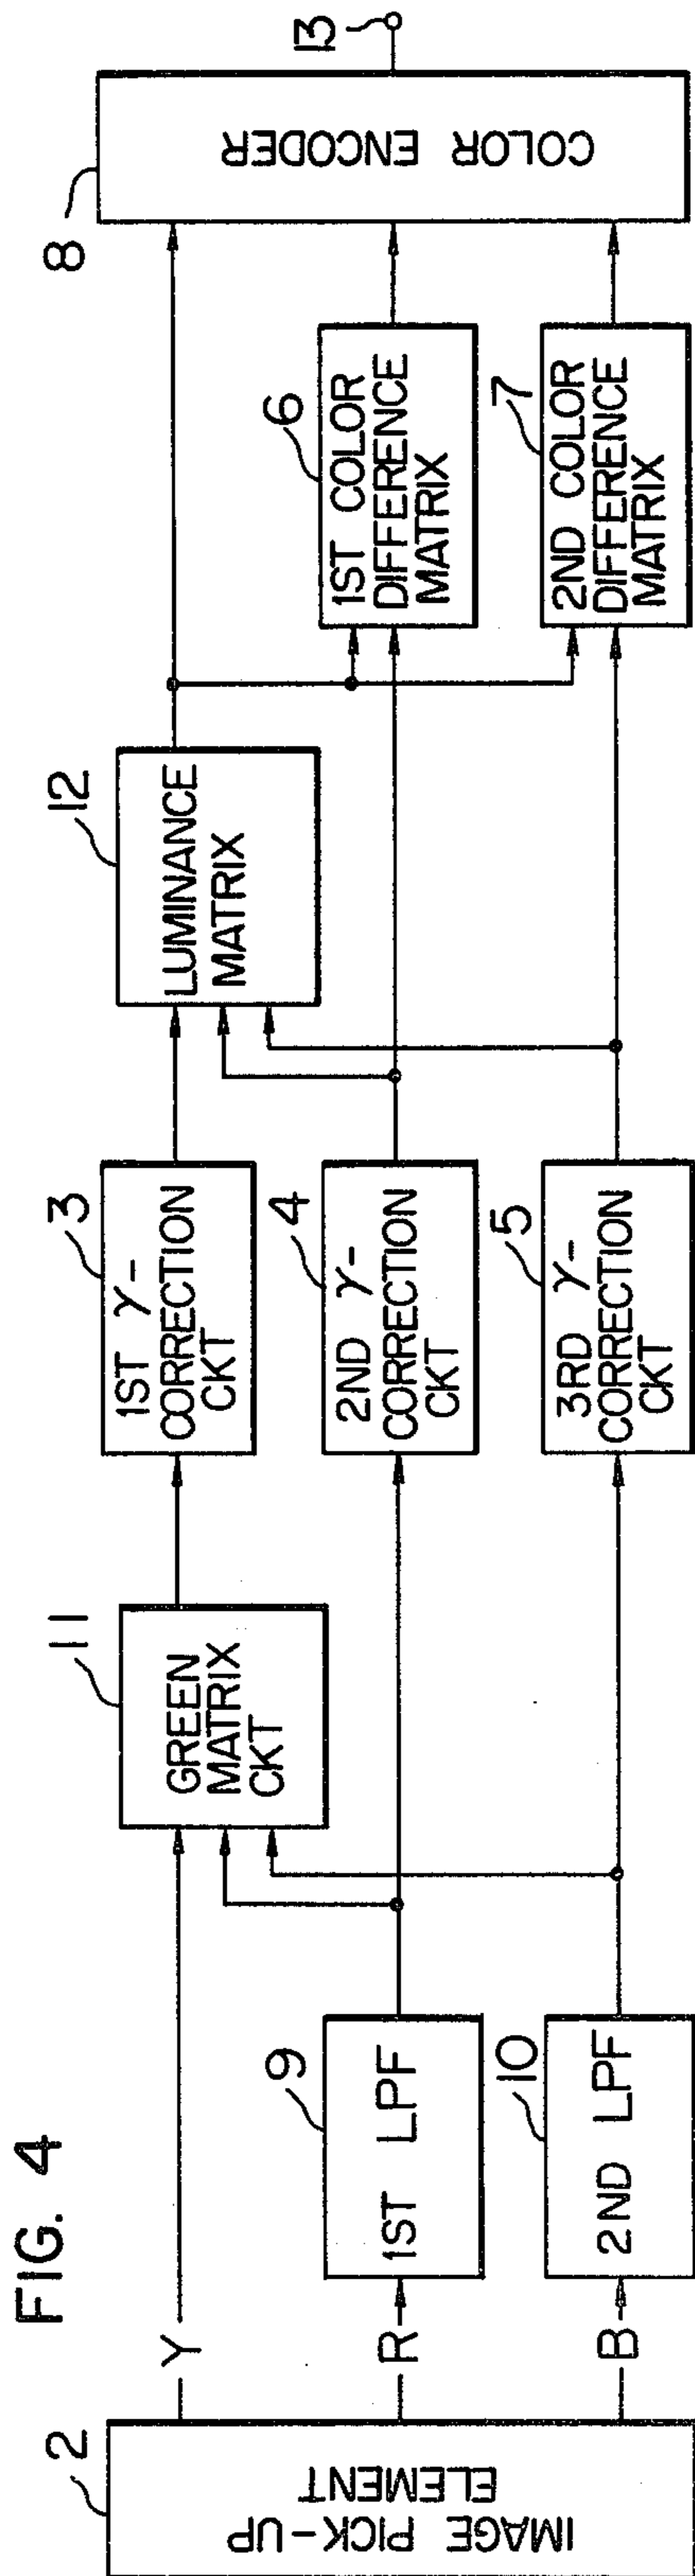 FIG. 4
2
IMAGE PICK-UP
ELEMENT
Y
R
B
9
1ST LPF
10
2ND LPF
11
GREEN
MATRIX
CKT
3
1ST γ-
CORRECTION
CKT
4
2ND γ-
CORRECTION
CKT
5
3RD γ-
CORRECTION
CKT
12
LUMINANCE
MATRIX
6
1ST COLOR
DIFFERENCE
MATRIX
7
2ND COLOR
DIFFERENCE
MATRIX
8
COLOR ENCODER
13